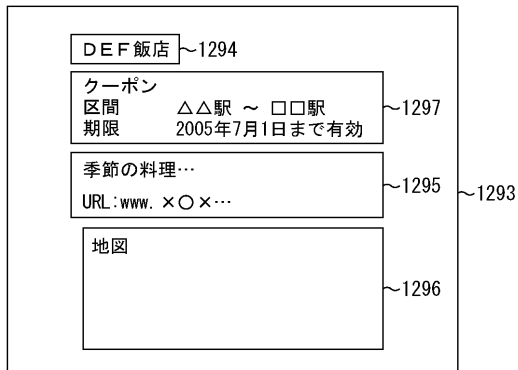 DEF飯店
~1294
クーポン
区間 △△駅 ~ □□駅
期限 2005年7月1日まで有効
~1297
季節の料理…
URL:www. ×○×…
~1295
~1293
地図
~1296